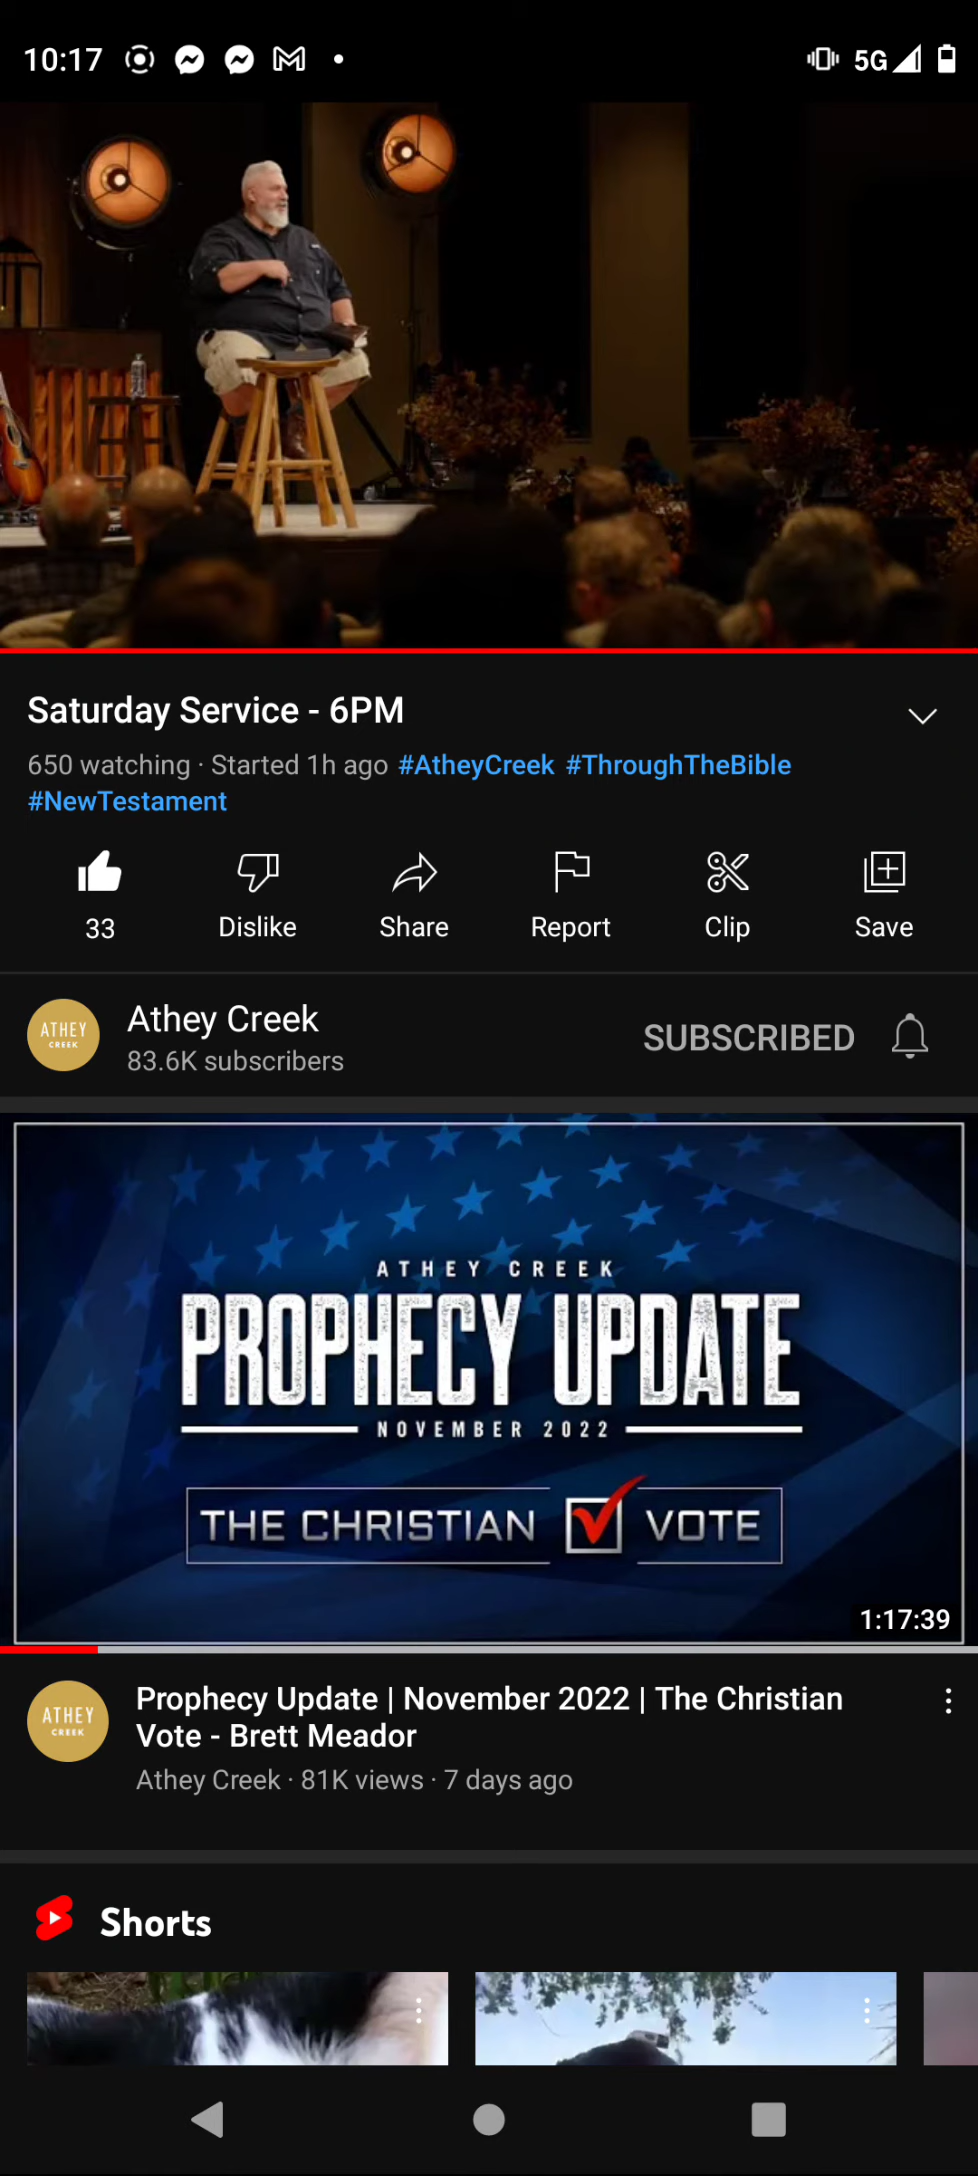 10:17
5G
Saturday Service - 6PM
650 watching · Started 1h ago #AtheyCreek #ThroughTheBible
#NewTestament
33
Dislike
Share
Report
Clip
Save
ATHEY
CREEK
Athey Creek
83.6K subscribers
SUBSCRIBED
ATHEY CREEK
PROPHECY UPDATE
NOVEMBER 2022
THE CHRISTIAN VOTE
1:17:39
ATHEY
CREEK
Prophecy Update | November 2022 | The Christian
Vote - Brett Meador
Athey Creek · 81K views · 7 days ago
Shorts